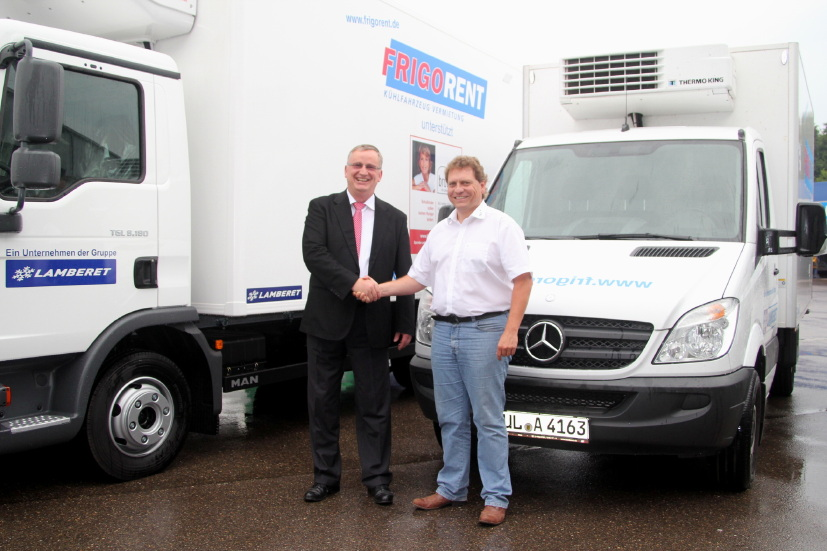 www.frigorent.de
FRIGORENT
KÜHLFAHRZEUG VERMIETUNG
unterstützt
THERMO KING
TGL 8.180
Ein Unternehmen der Gruppe
LAMBERET
LAMBERET
MAN
UL A 4163